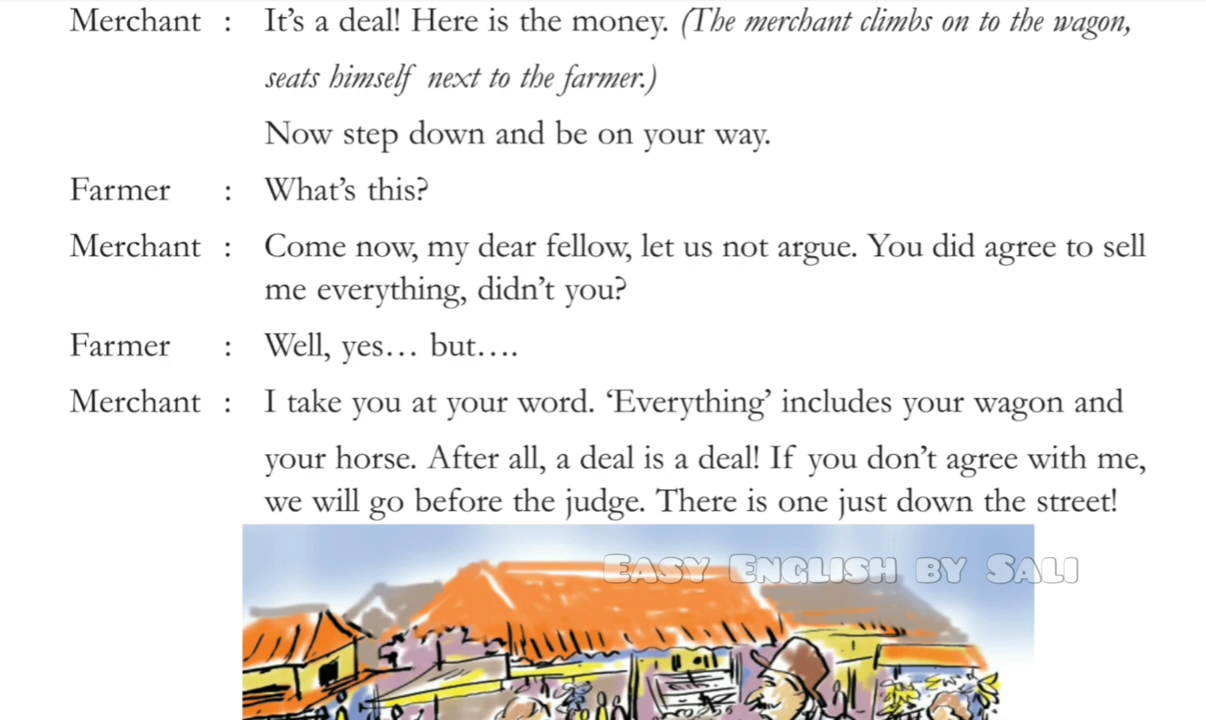 Merchant : It’s a deal! Here is the money. (The merchant climbs on to the wagon,
seats himself next to the farmer.)
Now step down and be on your way.
Farmer : What’s this?
Merchant : Come now, my dear fellow, let us not argue. You did agree to sell
me everything, didn’t you?
Farmer : Well, yes… but….
Merchant : I take you at your word. ‘Everything’ includes your wagon and
your horse. After all, a deal is a deal! If you don’t agree with me,
we will go before the judge. There is one just down the street!
Easy English by Sali